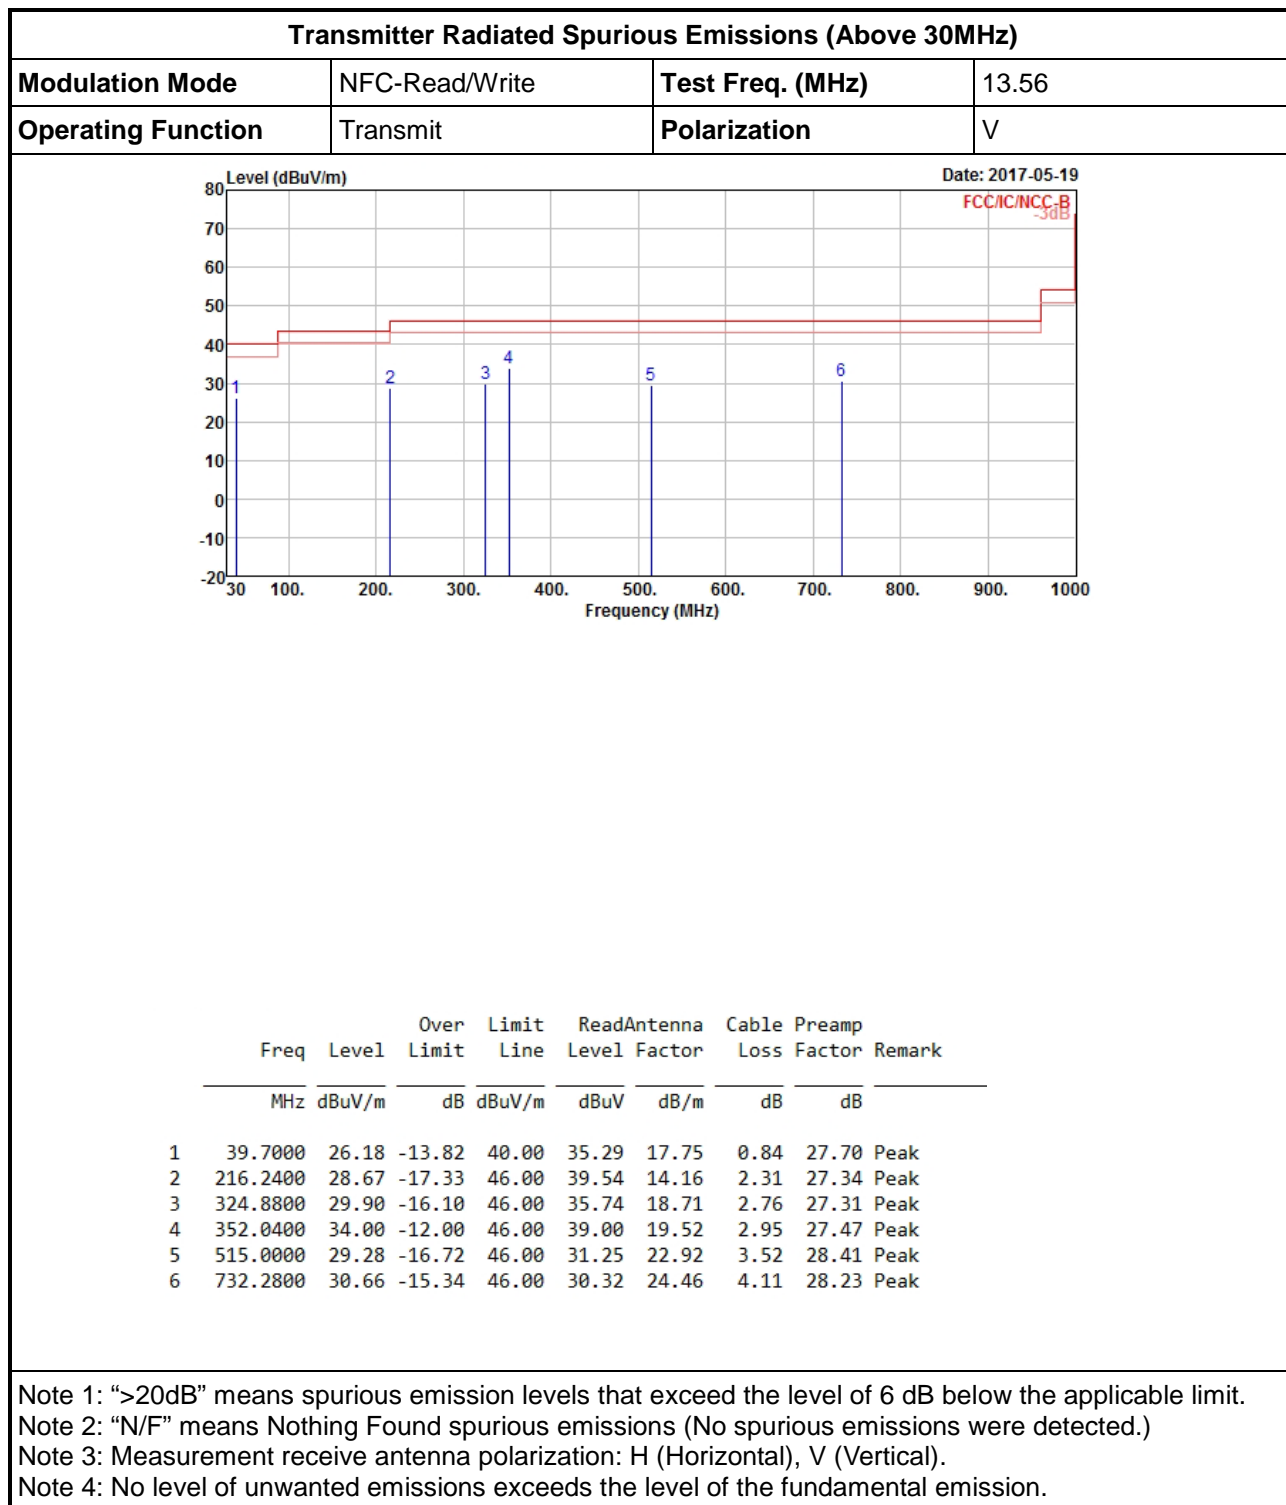 Transmitter Radiated Spurious Emissions (Above 30MHz)
Modulation Mode NFC-Read/Write Test Freq. (MHz) 13.56
Operating Function Transmit Polarization V
Level (dBuV/m) Date: 2017-05-19
80
FCC/IC/NCC-B
-3dB
70
60
50
40
30
20
10
0
-10
-20
1 2 3 4 5 6
30 100. 200. 300. 400. 500. 600. 700. 800. 900. 1000
Frequency (MHz)
Over Limit ReadAntenna Cable Preamp
Freq Level Limit Line Level Factor Loss Factor Remark
MHz dBuV/m dB dBuV/m dBuV dB/m dB dB
1 39.7000 26.18 -13.82 40.00 35.29 17.75 0.84 27.70 Peak
2 216.2400 28.67 -17.33 46.00 39.54 14.16 2.31 27.34 Peak
3 324.8800 29.90 -16.10 46.00 35.74 18.71 2.76 27.31 Peak
4 352.0400 34.00 -12.00 46.00 39.00 19.52 2.95 27.47 Peak
5 515.0000 29.28 -16.72 46.00 31.25 22.92 3.52 28.41 Peak
6 732.2800 30.66 -15.34 46.00 30.32 24.46 4.11 28.23 Peak
Note 1: “>20dB” means spurious emission levels that exceed the level of 6 dB below the applicable limit.
Note 2: “N/F” means Nothing Found spurious emissions (No spurious emissions were detected.)
Note 3: Measurement receive antenna polarization: H (Horizontal), V (Vertical).
Note 4: No level of unwanted emissions exceeds the level of the fundamental emission.